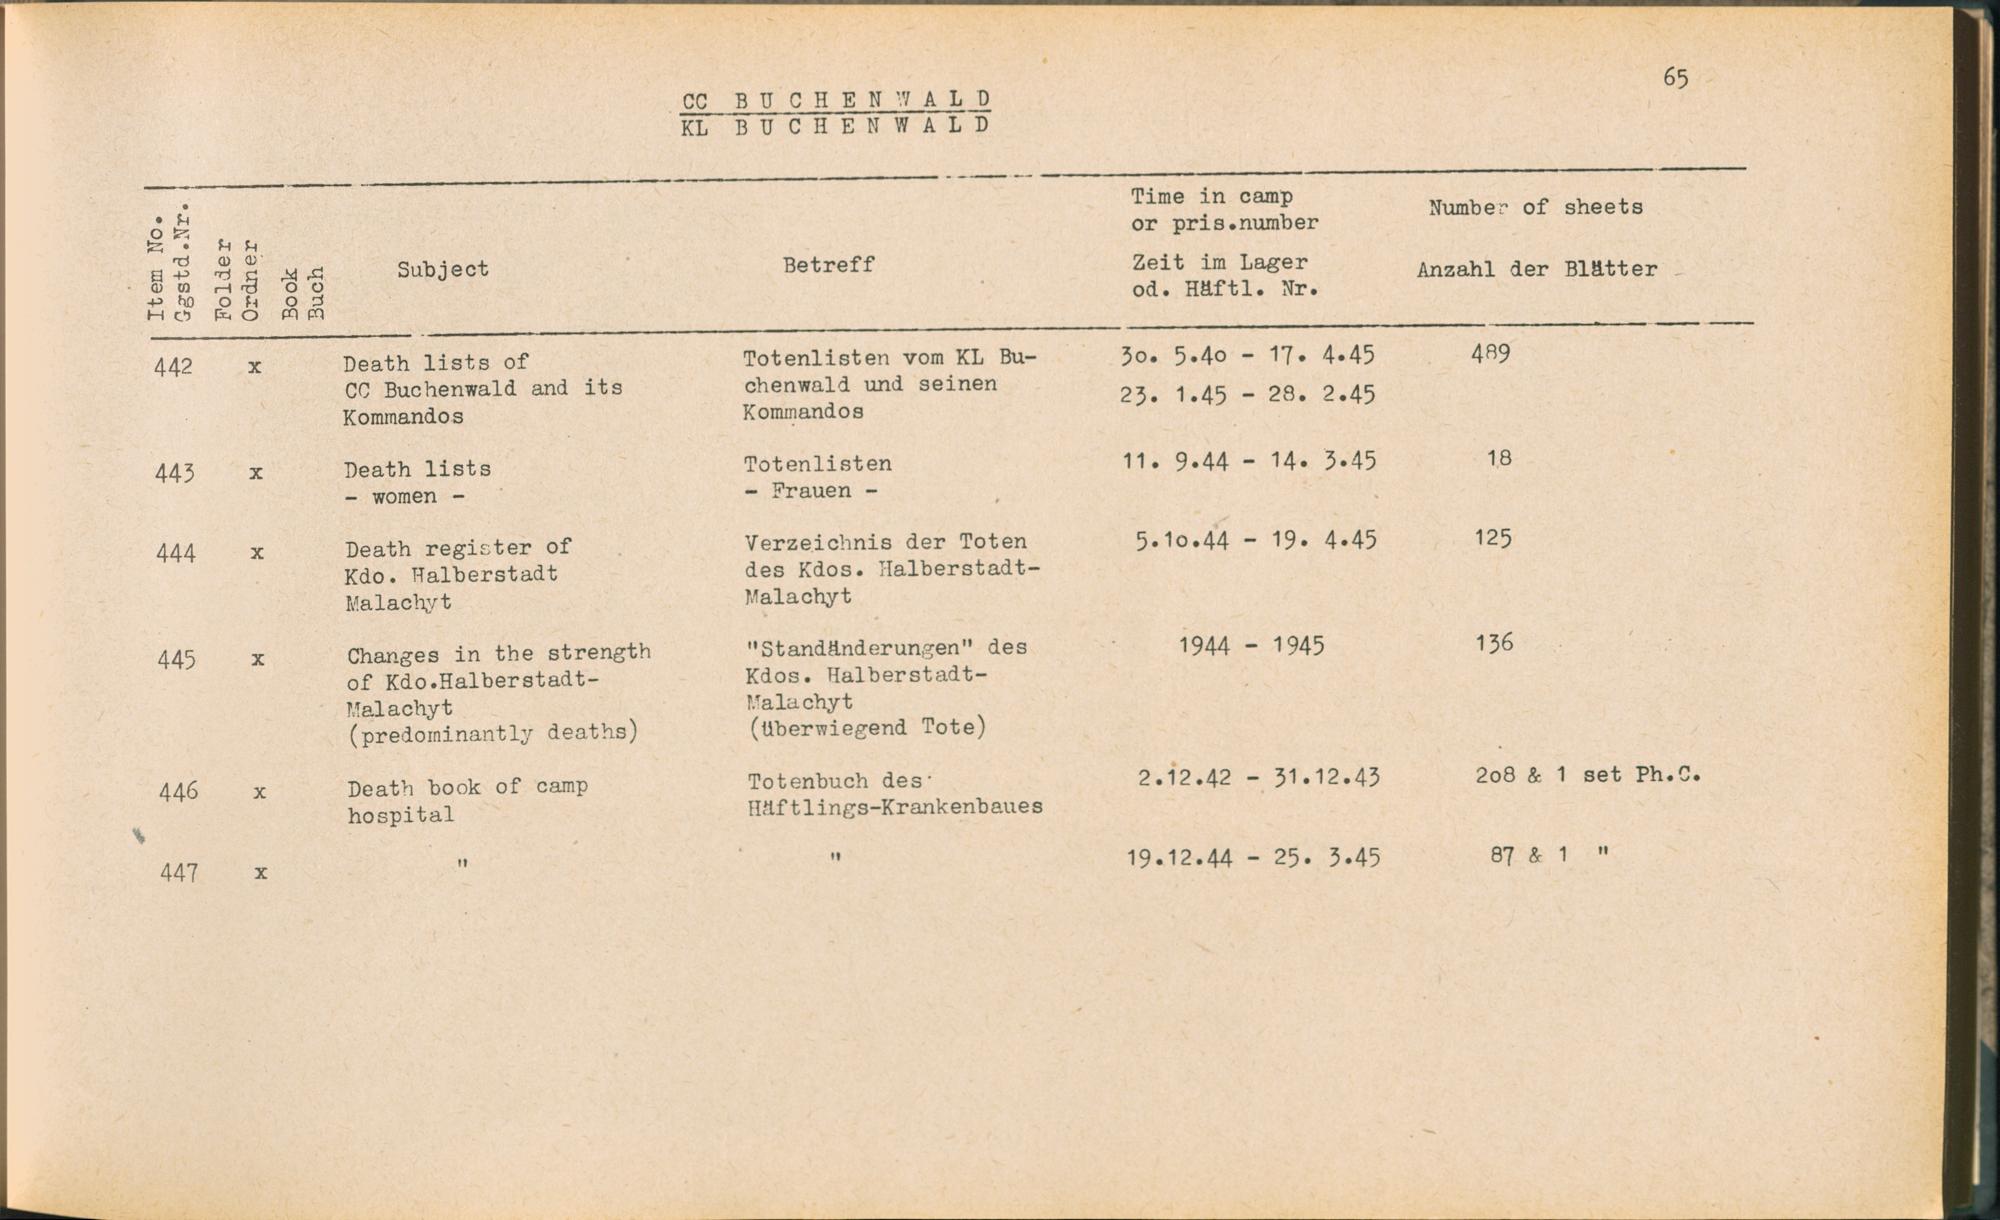 65
CC BUCHENWALD
KL BUCHENWALD
Item No.
Ggstd.Nr.
Folder
Ordner
Book
Buch
Subject
Betreff
Time in camp
or pris.number
Zeit im Lager
od. Häftl. Nr.
Number of sheets
Anzahl der Blätter
442 x Death lists of Totenlisten vom KL Bu- 30. 5.40 - 17. 4.45 489
CC Buchenwald and its chenwald und seinen 23. 1.45 - 28. 2.45
Kommandos Kommandos
443 x Death lists Totenlisten 11. 9.44 - 14. 3.45 18
- women - - Frauen -
444 x Death register of Verzeichnis der Toten 5.10.44 - 19. 4.45 125
Kdo. Halberstadt des Kdos. Halberstadt-
Malachyt Malachyt
445 x Changes in the strength "Standänderungen" des 1944 - 1945 136
of Kdo.Halberstadt- Kdos. Halberstadt-
Malachyt Malachyt
(predominantly deaths) (überwiegend Tote)
446 x Death book of camp Totenbuch des 2.12.42 - 31.12.43 208 & 1 set Ph.C.
hospital Häftlings-Krankenbaues
447 x " " 19.12.44 - 25. 3.45 87 & 1 "